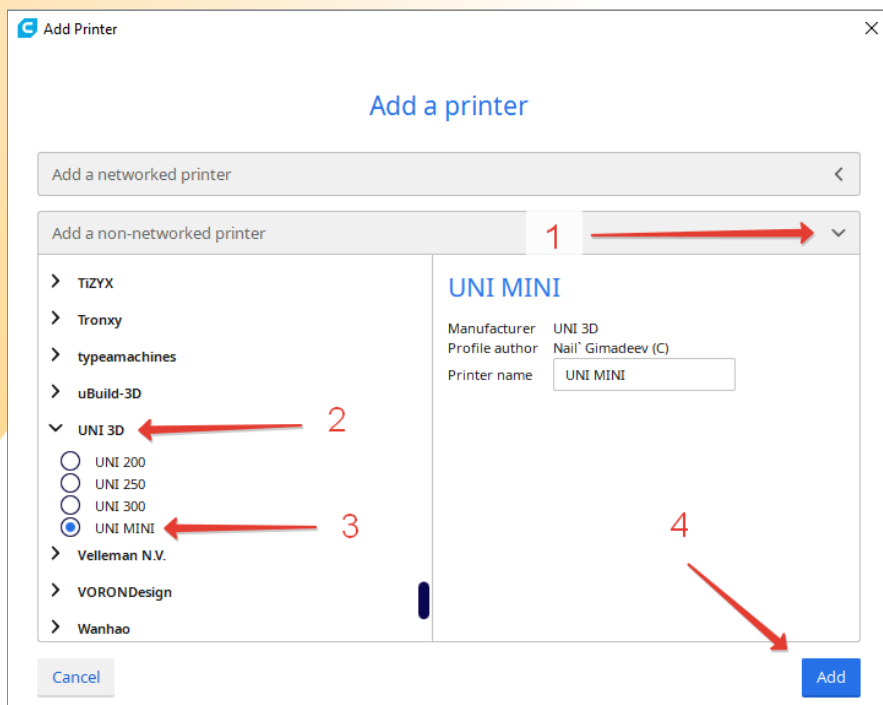 Add Printer
Add a printer
Add a networked printer
Add a non-networked printer
1
TiZYX
Tronxy
typeamachines
uBuild-3D
UNI 3D
2
UNI 200
UNI 250
UNI 300
UNI MINI
3
Velleman N.V.
VORONDesign
Wanhao
UNI MINI
Manufacturer UNI 3D
Profile author Nail` Gimadeev (C)
Printer name UNI MINI
4
Cancel
Add